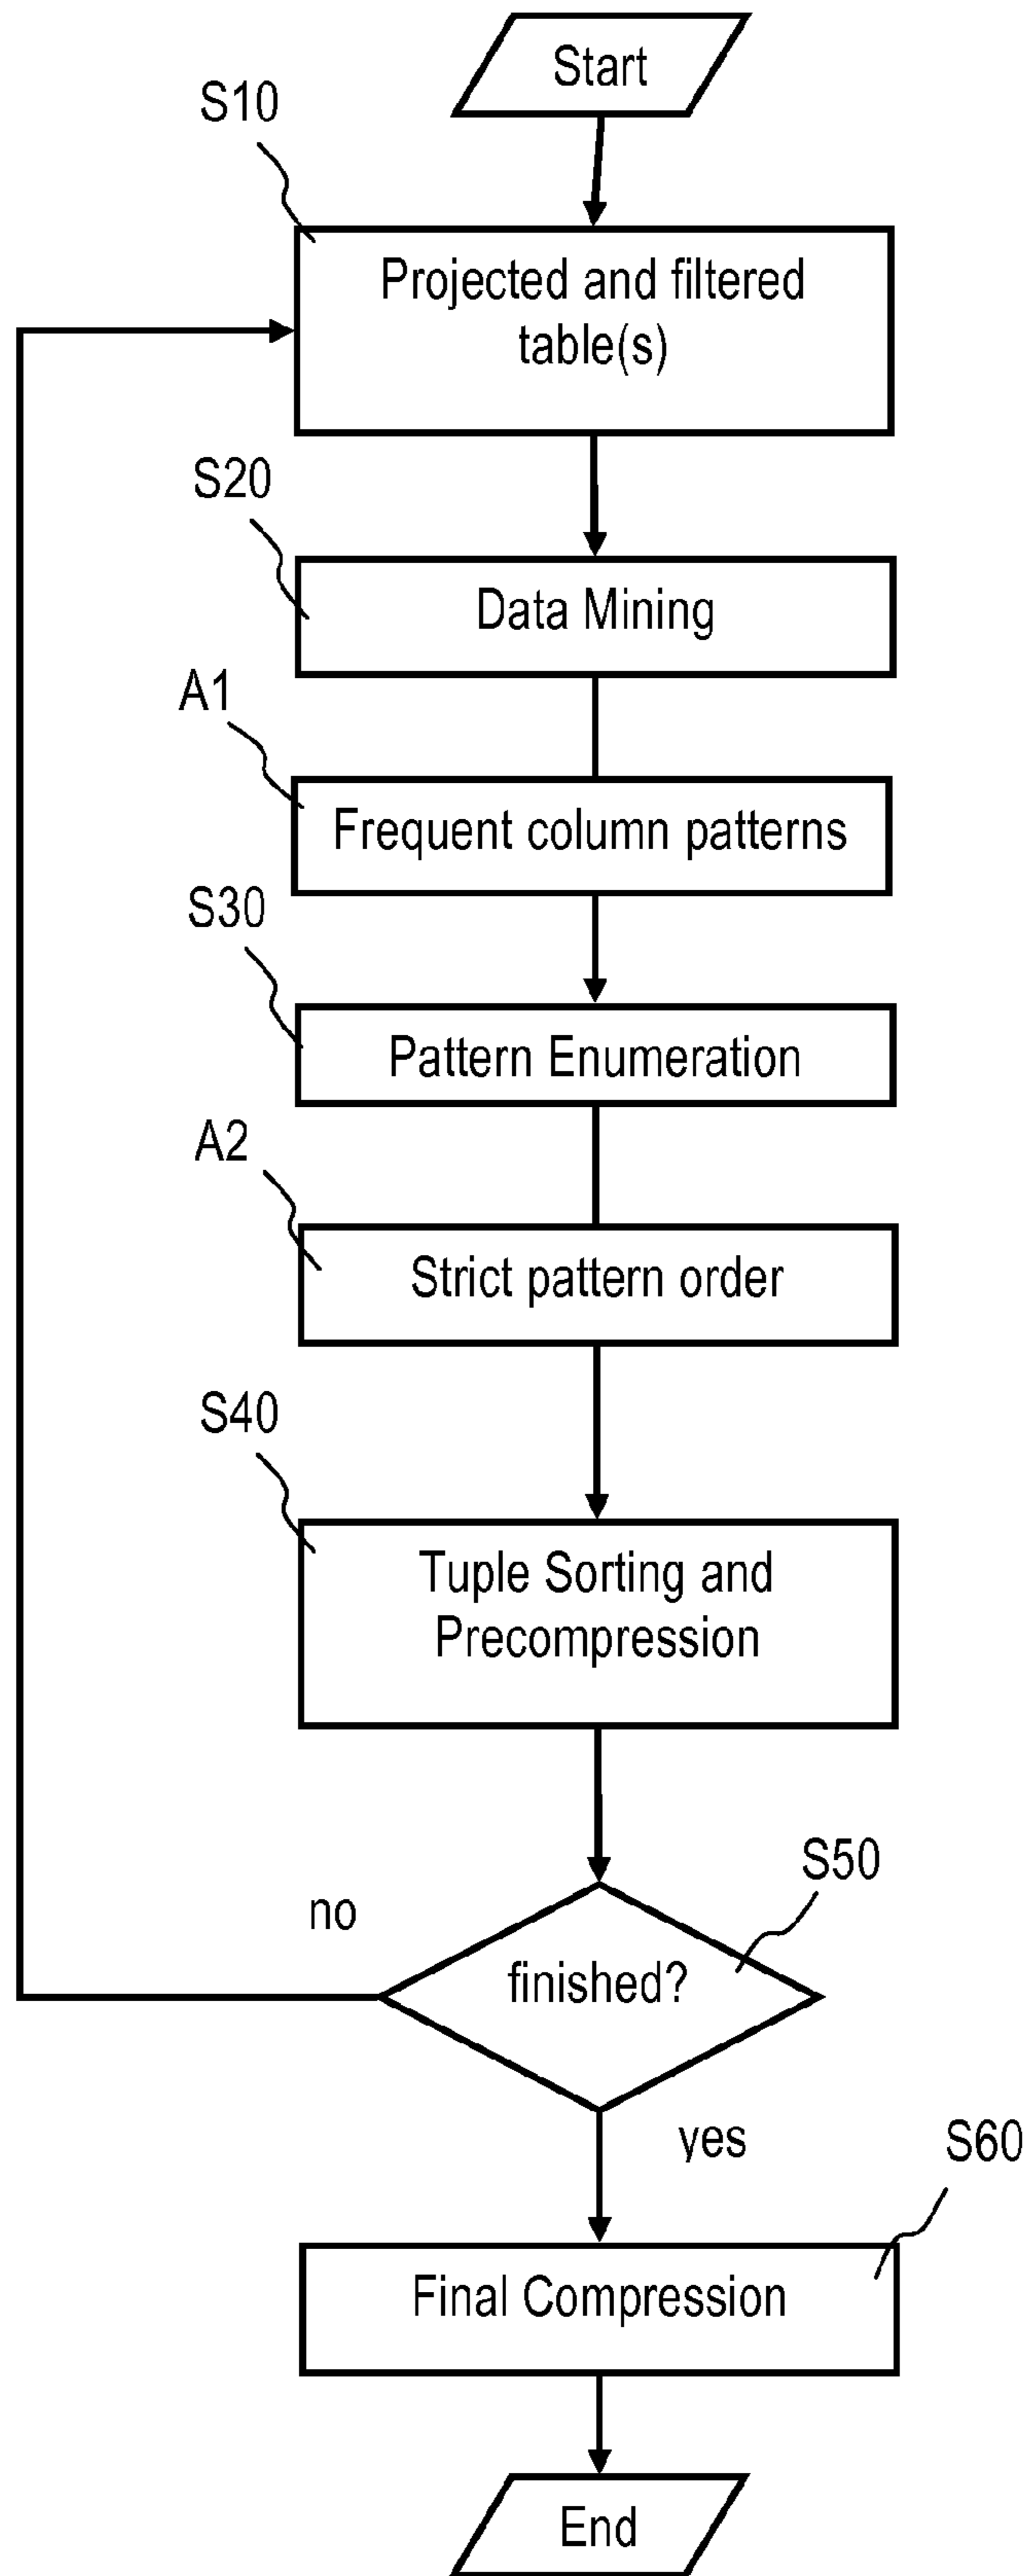 Start
S10
Projected and filtered
table(s)
S20
Data Mining
A1
Frequent column patterns
S30
Pattern Enumeration
A2
Strict pattern order
S40
Tuple Sorting and
Precompression
S50
no
finished?
yes
S60
Final Compression
End